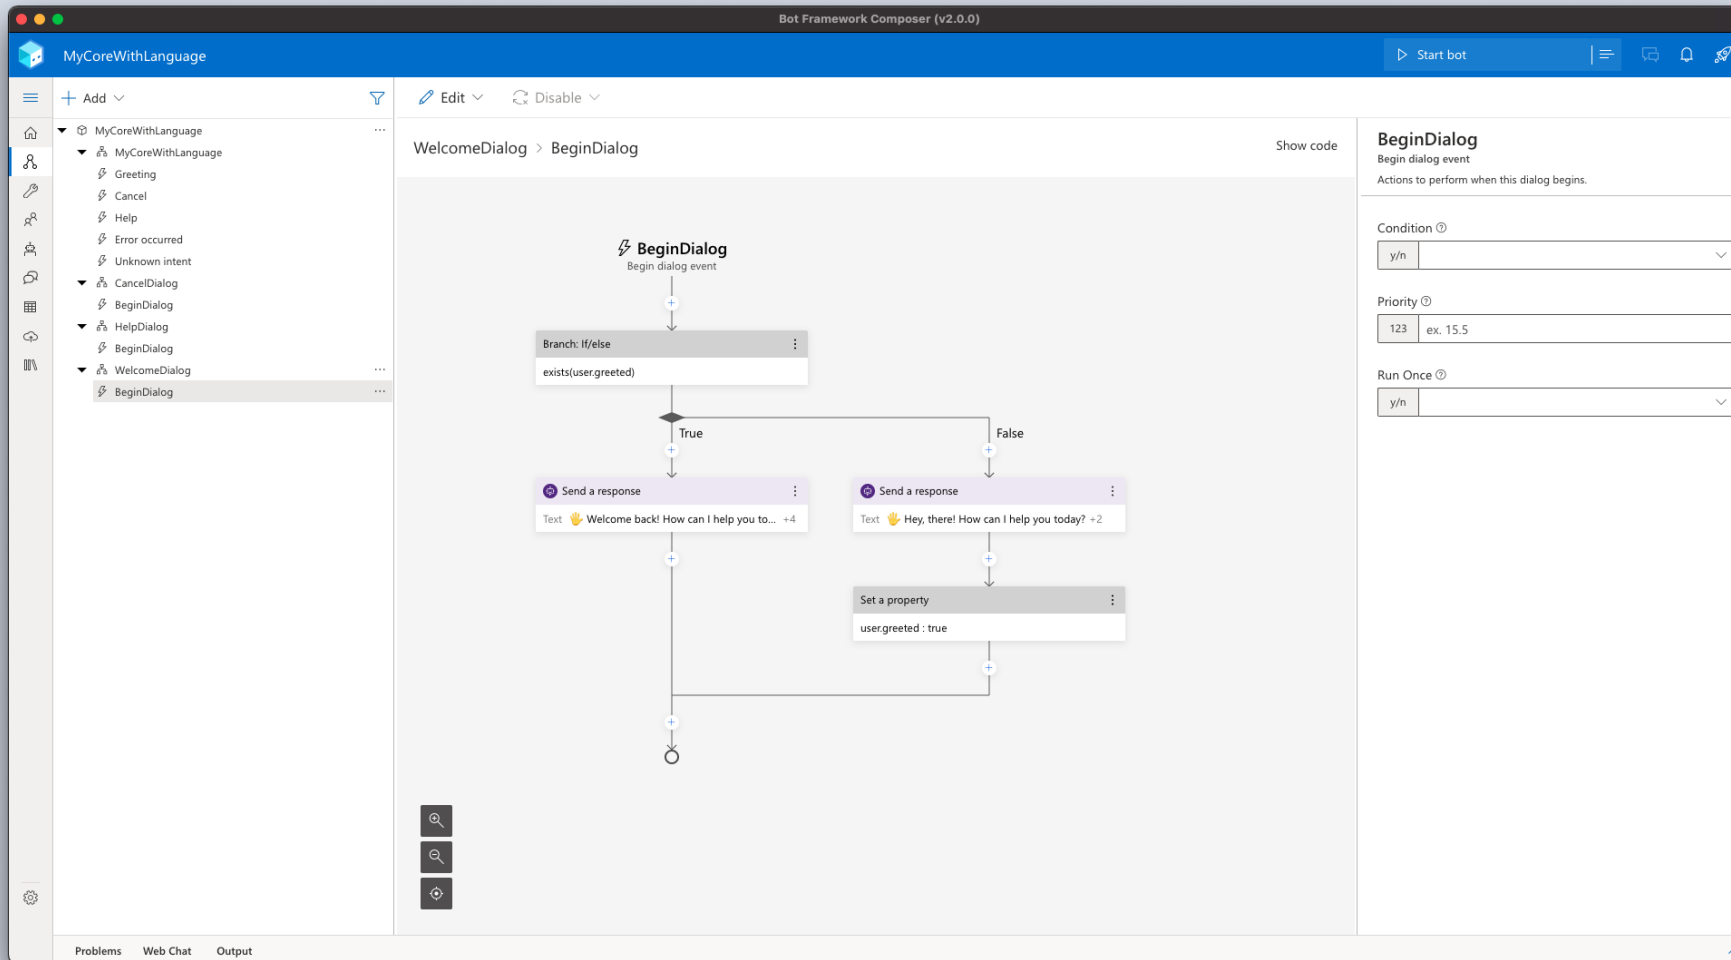 Bot Framework Composer (v2.0.0)
MyCoreWithLanguage
Start bot
Add
Edit
Disable
MyCoreWithLanguage
MyCoreWithLanguage
Greeting
Cancel
Help
Error occurred
Unknown intent
CancelDialog
BeginDialog
HelpDialog
BeginDialog
WelcomeDialog
BeginDialog
WelcomeDialog > BeginDialog
Show code
BeginDialog
Begin dialog event
Branch: If/else
exists(user.greeted)
True
False
Send a response
Text 🖐 Welcome back! How can I help you to... +4
Send a response
Text 🖐 Hey, there! How can I help you today? +2
Set a property
user.greeted : true
BeginDialog
Begin dialog event
Actions to perform when this dialog begins.
Condition
y/n
Priority
123 ex. 15.5
Run Once
y/n
Problems Web Chat Output